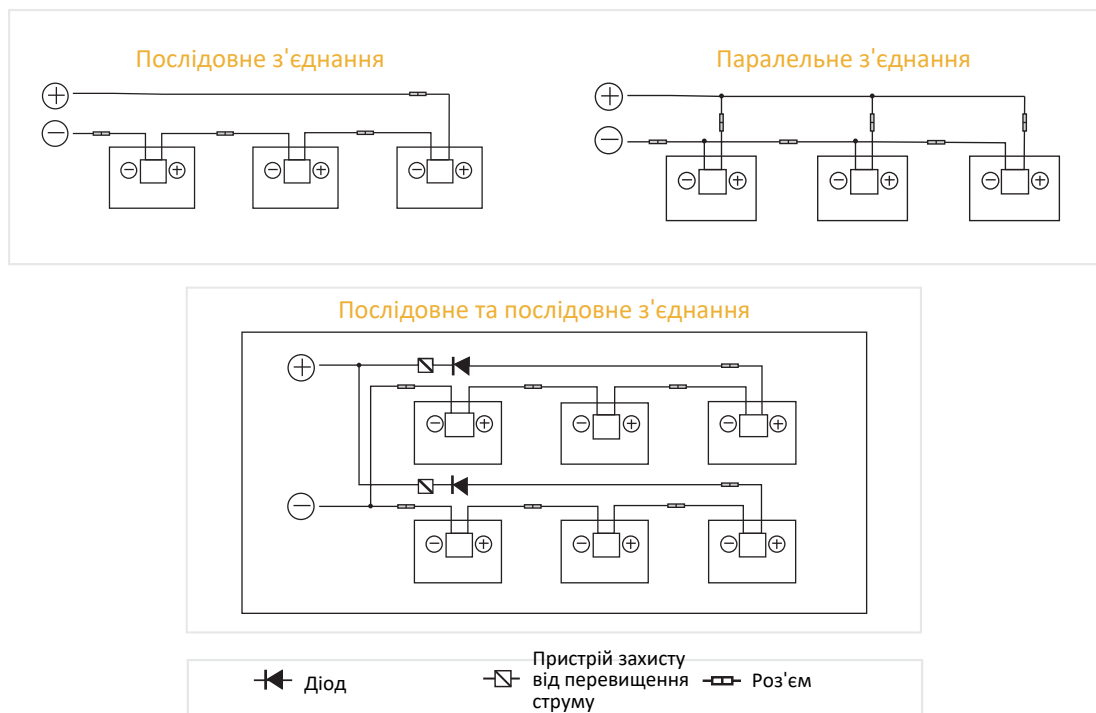 Послідовне з'єднання
Паралельне з'єднання
Послідовне та послідовне з'єднання
Діод
Пристрій захисту
від перевищення
струму
Роз'єм